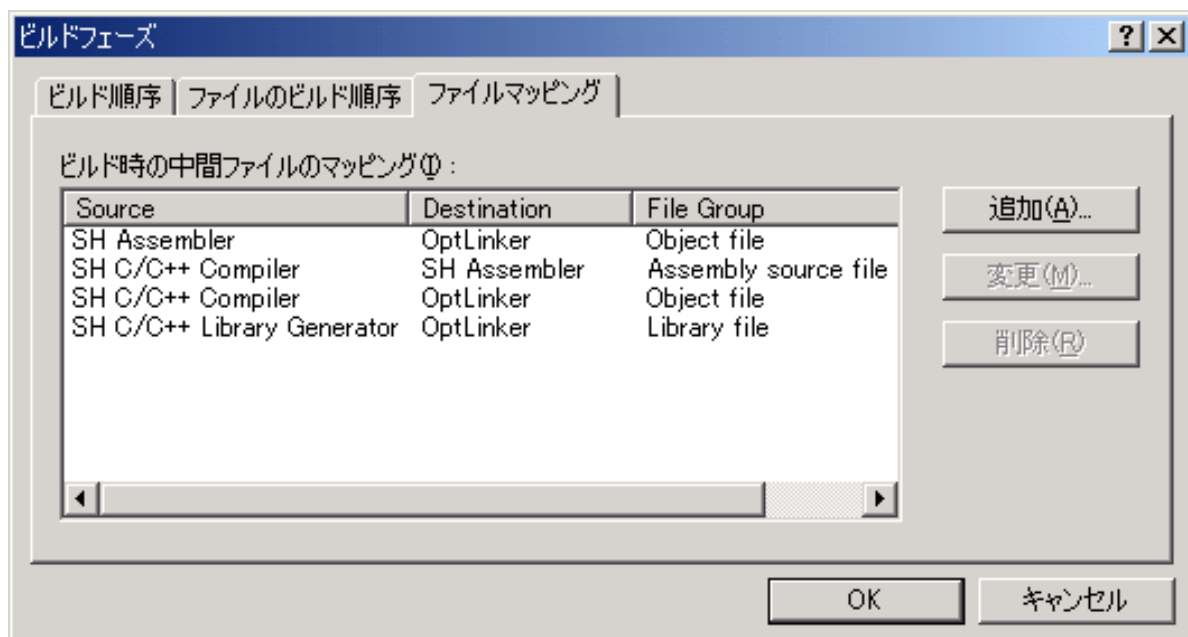 ビルドフェーズ
ビルド順序 ファイルのビルド順序 ファイルマッピング
ビルド時の中間ファイルのマッピング(I):
Source Destination File Group
SH Assembler OptLinker Object file
SH C/C++ Compiler SH Assembler Assembly source file
SH C/C++ Compiler OptLinker Object file
SH C/C++ Library Generator OptLinker Library file
追加(A)...
変更(M)...
削除(R)
OK キャンセル